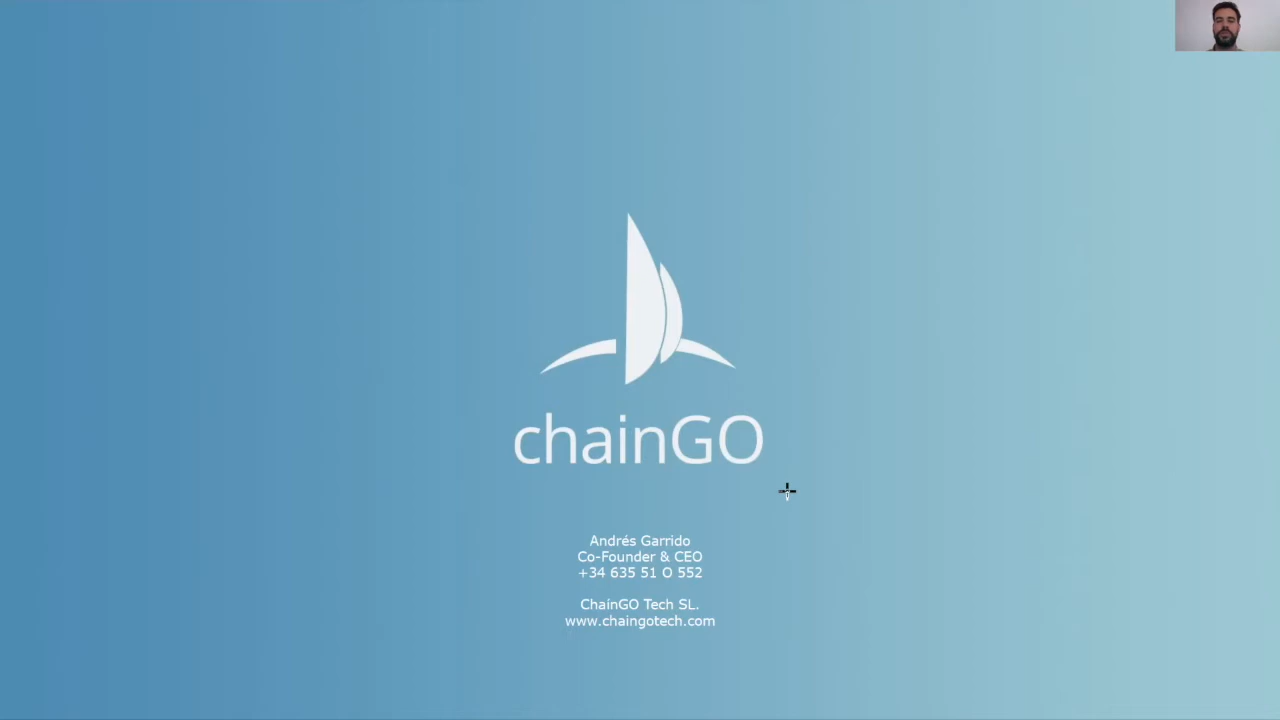 chainGO
Andrés Garrido
Co-Founder & CEO
+34 635 51 O 552
ChainGO Tech SL.
www.chaingotech.com